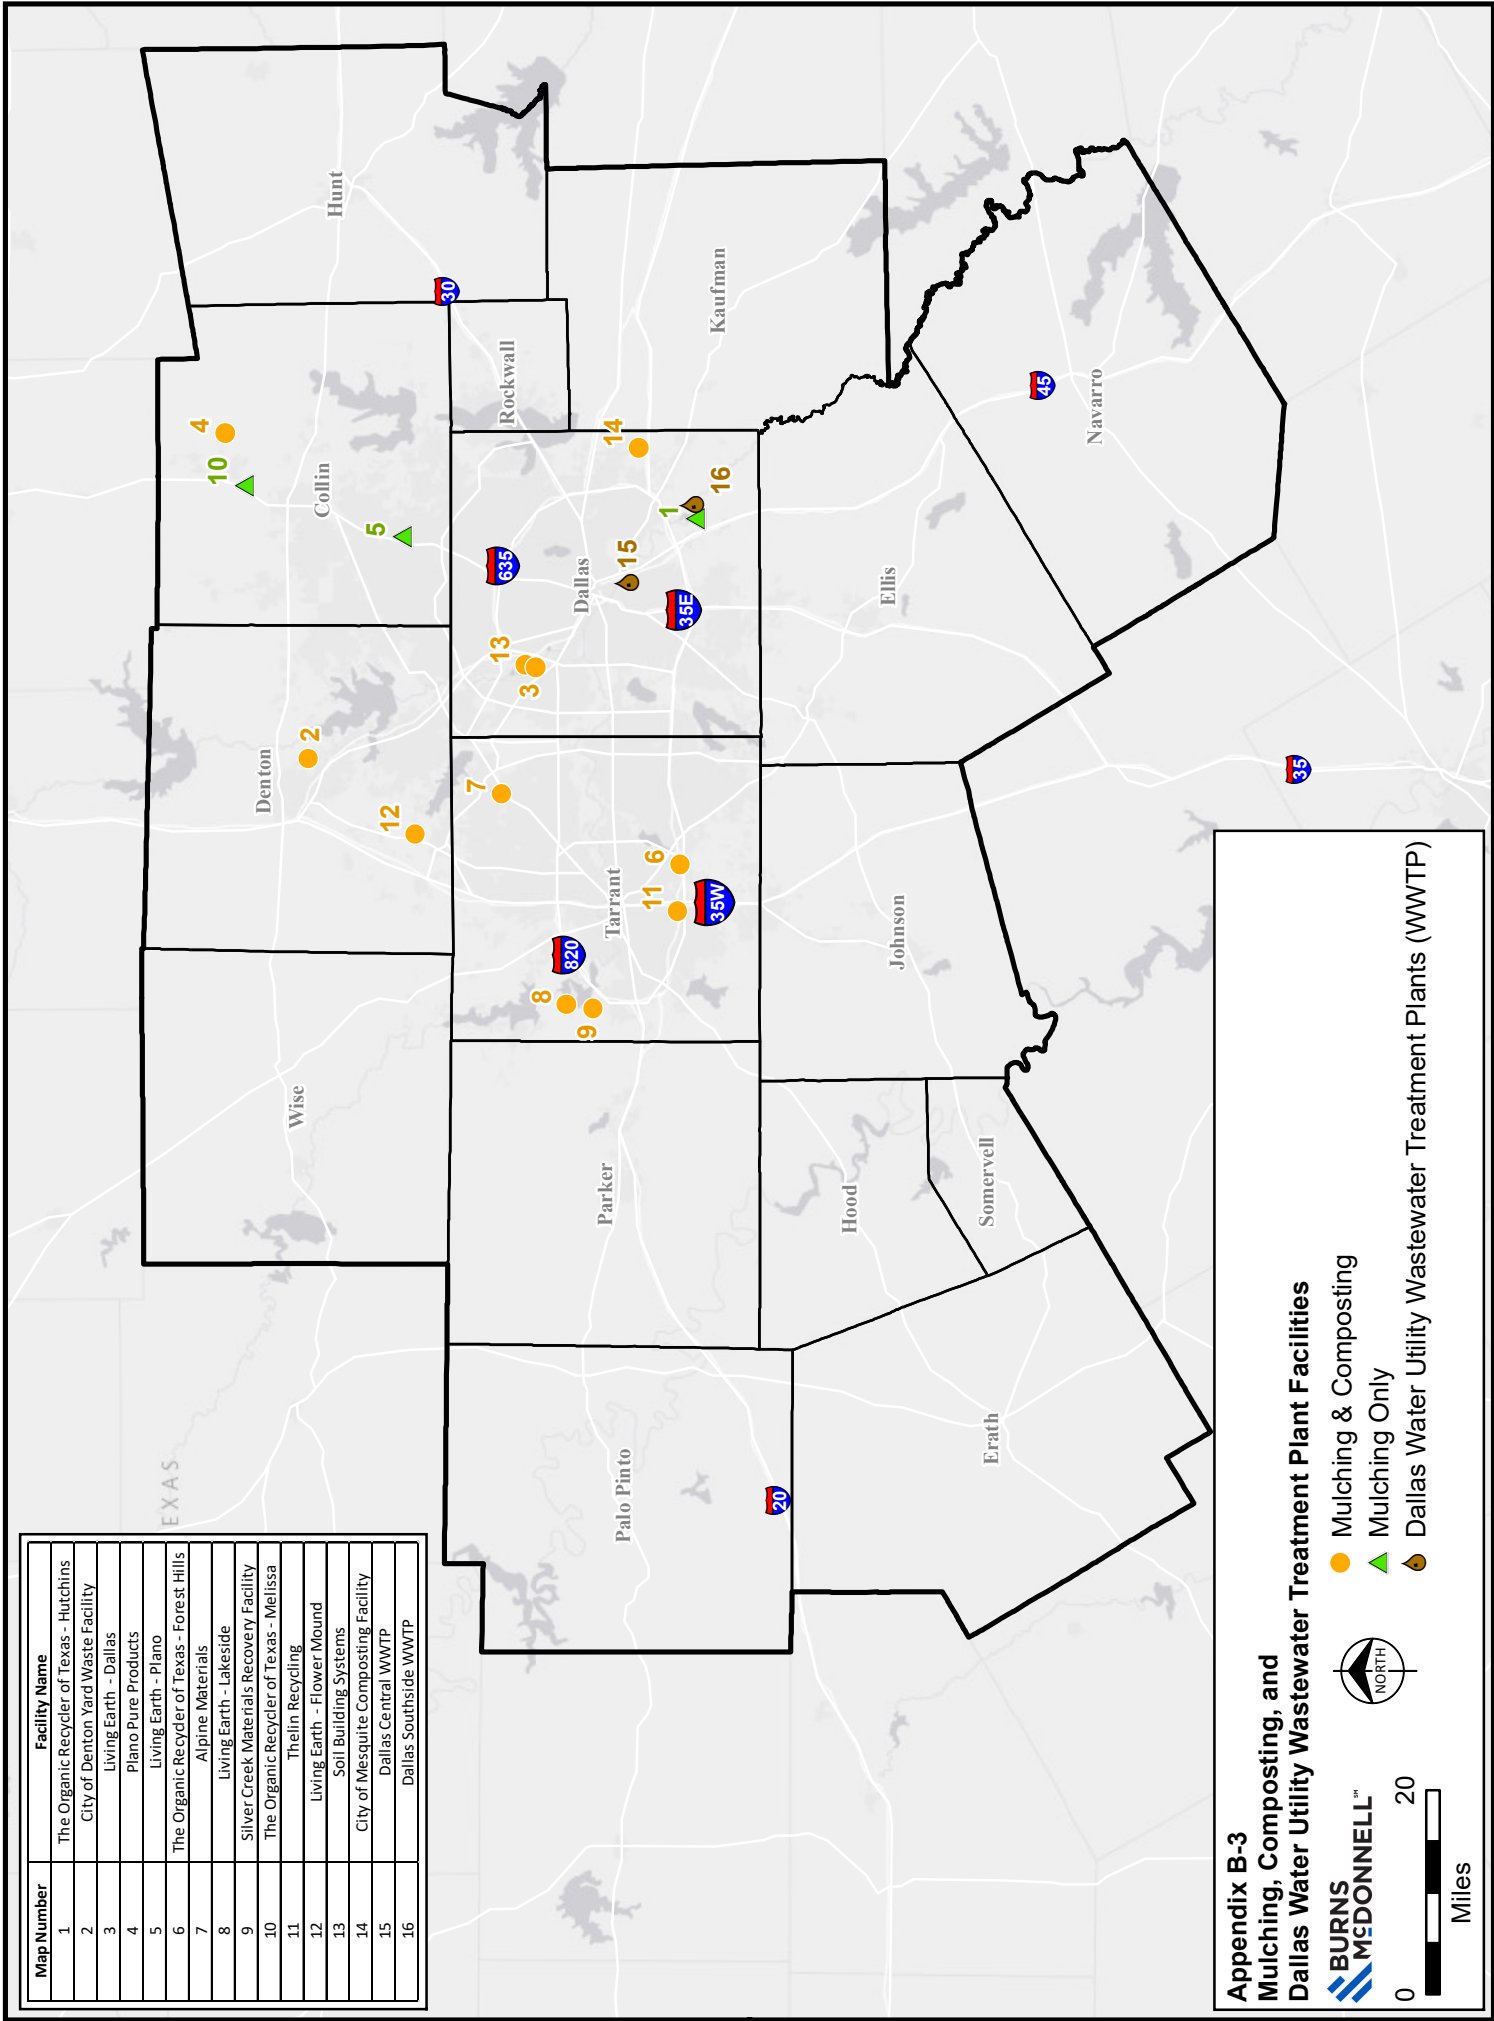 Map Number Facility Name
1 The Organic Recycler of Texas - Hutchins
2 City of Denton Yard Waste Facility
3 Living Earth - Dallas
4 Plano Pure Products
5 Living Earth - Plano
6 The Organic Recycler of Texas - Forest Hills
7 Alpine Materials
8 Living Earth - Lakeside
9 Silver Creek Materials Recovery Facility
10 The Organic Recycler of Texas - Melissa
11 Thelin Recycling
12 Living Earth - Flower Mound
13 Soil Building Systems
14 City of Mesquite Composting Facility
15 Dallas Central WWTP
16 Dallas Southside WWTP
EXAS
Wise
Denton
Collin
Hunt
Palo Pinto
Parker
Tarrant
Dallas
Rockwall
Kaufman
Erath
Hood
Somervell
Johnson
Ellis
Navarro
4
10
5
2
12
30
635
13
3
7
14
1
16
15
35E
6
11
35W
820
8
9
20
45
35
Appendix B-3
Mulching, Composting, and
Dallas Water Utility Wastewater Treatment Plant Facilities
BURNS
McDONNELL SM
0 20
Miles
NORTH
Mulching & Composting
Mulching Only
Dallas Water Utility Wastewater Treatment Plants (WWTP)